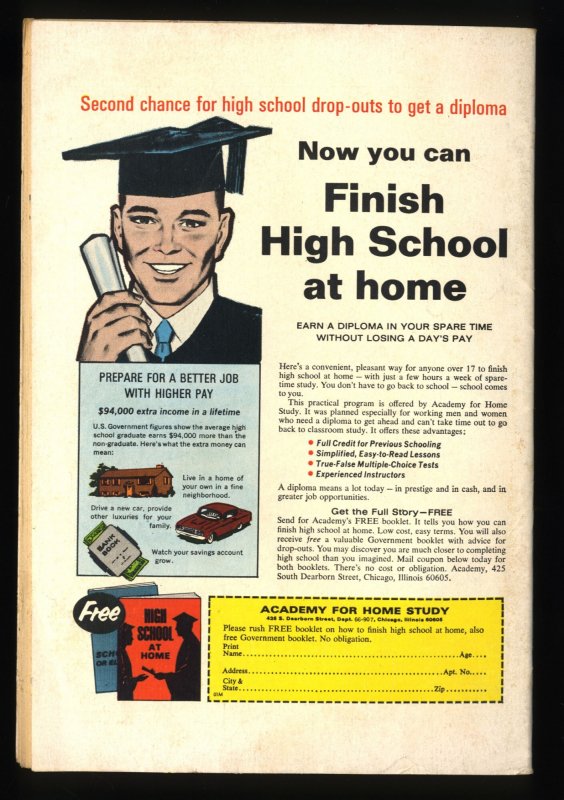 Second chance for high school drop-outs to get a diploma
Now you can
Finish
High School
at home
EARN A DIPLOMA IN YOUR SPARE TIME
WITHOUT LOSING A DAY'S PAY
PREPARE FOR A BETTER JOB
WITH HIGHER PAY
$94,000 extra income in a lifetime
U.S. Government figures show the average high
school graduate earns $94,000 more than the
non-graduate. Here's what the extra money can
mean:
Live in a home of
your own in a fine
neighborhood.
Drive a new car, provide
other luxuries for your
family.
BANK
BOOK
Watch your savings account
grow.
Here's a convenient, pleasant way for anyone over 17 to finish
high school at home — with just a few hours a week of spare-
time study. You don't have to go back to school — school comes
to you.
This practical program is offered by Academy for Home
Study. It was planned especially for working men and women
who need a diploma to get ahead and can't take time out to go
back to classroom study. It offers these advantages:
• Full Credit for Previous Schooling
• Simplified, Easy-to-Read Lessons
• True-False Multiple-Choice Tests
• Experienced Instructors
A diploma means a lot today – in prestige and in cash, and in
greater job opportunities.
Get the Full Story—FREE
Send for Academy's FREE booklet. It tells you how you can
finish high school at home. Low cost, easy terms. You will also
receive free a valuable Government booklet with advice for
drop-outs. You may discover you are much closer to completing
high school than you imagined. Mail coupon below today for
both booklets. There's no cost or obligation. Academy, 425
South Dearborn Street, Chicago, Illinois 60605.
Free
SCH
OR EL
HIGH
SCHOOL
AT
HOME
ACADEMY FOR HOME STUDY
425 S. Dearborn Street, Dept. 66-907, Chicago, Illinois 60605
Please rush FREE booklet on how to finish high school at home, also
free Government booklet. No obligation.
Print
Name Age
Address Apt. No.
City &
State Zip